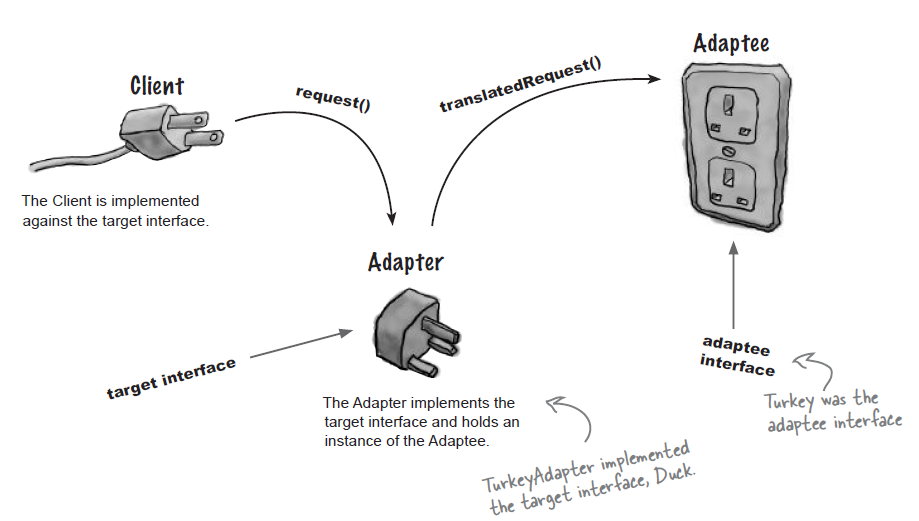 Client
request()
translatedRequest()
Adaptee
The Client is implemented
against the target interface.
Adapter
target interface
The Adapter implements the
target interface and holds an
instance of the Adaptee.
TurkeyAdapter implemented
the target interface, Duck.
adaptee
interface
Turkey was the
adaptee interface